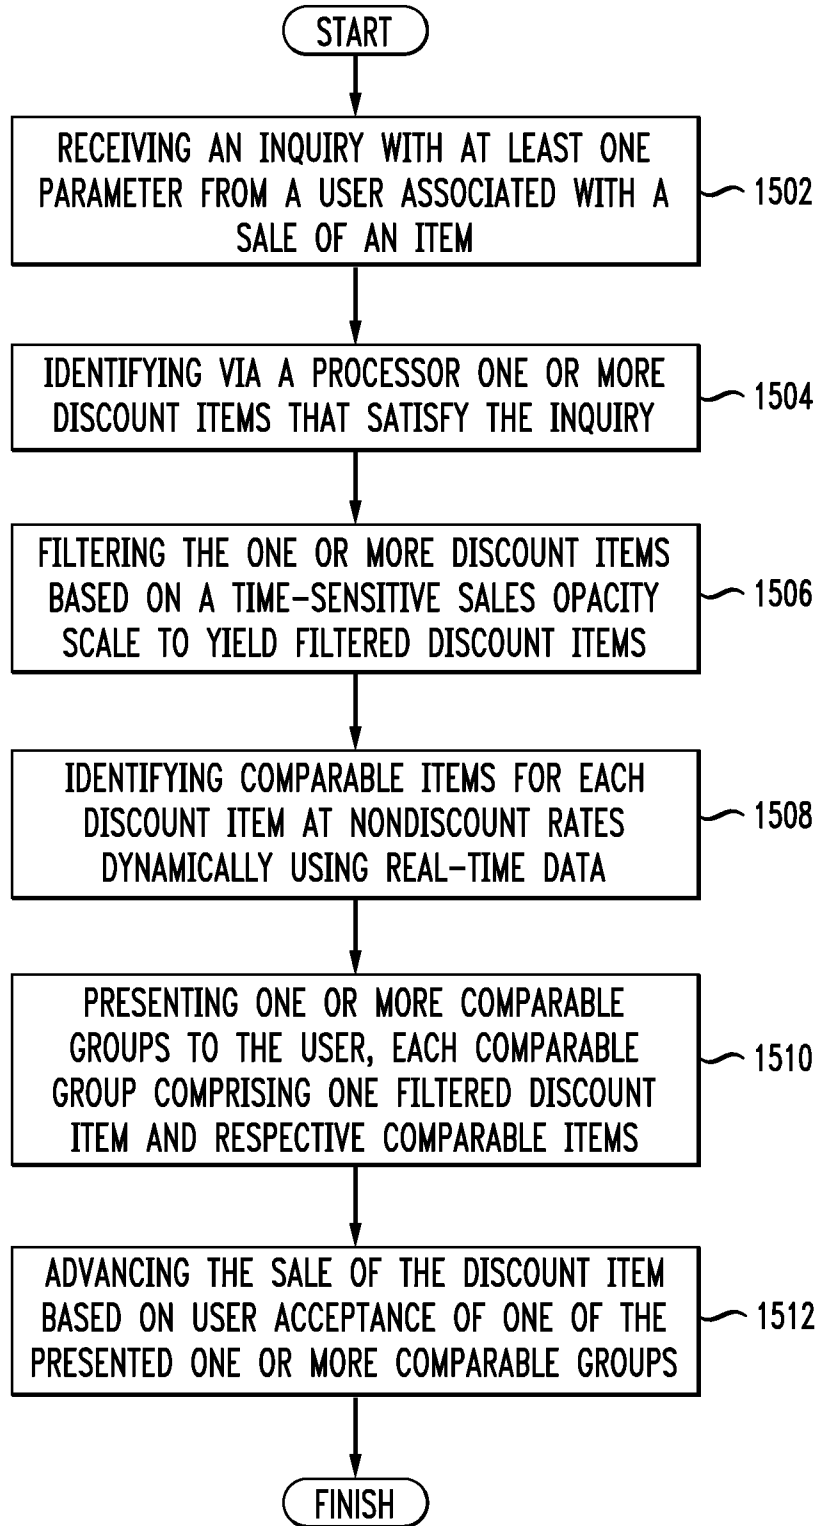 START
RECEIVING AN INQUIRY WITH AT LEAST ONE
PARAMETER FROM A USER ASSOCIATED WITH A
SALE OF AN ITEM
1502
IDENTIFYING VIA A PROCESSOR ONE OR MORE
DISCOUNT ITEMS THAT SATISFY THE INQUIRY
1504
FILTERING THE ONE OR MORE DISCOUNT ITEMS
BASED ON A TIME-SENSITIVE SALES OPACITY
SCALE TO YIELD FILTERED DISCOUNT ITEMS
1506
IDENTIFYING COMPARABLE ITEMS FOR EACH
DISCOUNT ITEM AT NONDISCOUNT RATES
DYNAMICALLY USING REAL-TIME DATA
1508
PRESENTING ONE OR MORE COMPARABLE
GROUPS TO THE USER, EACH COMPARABLE
GROUP COMPRISING ONE FILTERED DISCOUNT
ITEM AND RESPECTIVE COMPARABLE ITEMS
1510
ADVANCING THE SALE OF THE DISCOUNT ITEM
BASED ON USER ACCEPTANCE OF ONE OF THE
PRESENTED ONE OR MORE COMPARABLE GROUPS
1512
FINISH